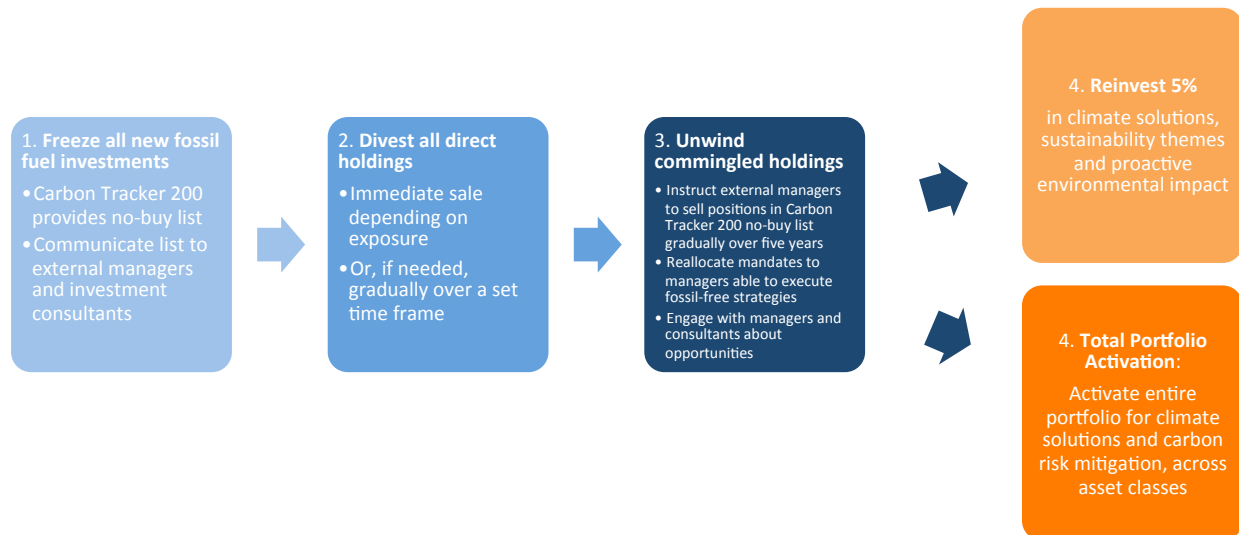 1. Freeze all new fossil
fuel investments
•Carbon Tracker 200
provides no-buy list
•Communicate list to
external managers
and investment
consultants
2. Divest all direct
holdings
•Immediate sale
depending on
exposure
•Or, if needed,
gradually over a set
time frame
3. Unwind
commingled holdings
• Instruct external managers
to sell positions in Carbon
Tracker 200 no-buy list
gradually over five years
• Reallocate mandates to
managers able to execute
fossil-free strategies
• Engage with managers and
consultants about
opportunities
4. Reinvest 5%
in climate solutions,
sustainability themes
and proactive
environmental impact
4. Total Portfolio
Activation:
Activate entire
portfolio for climate
solutions and carbon
risk mitigation, across
asset classes